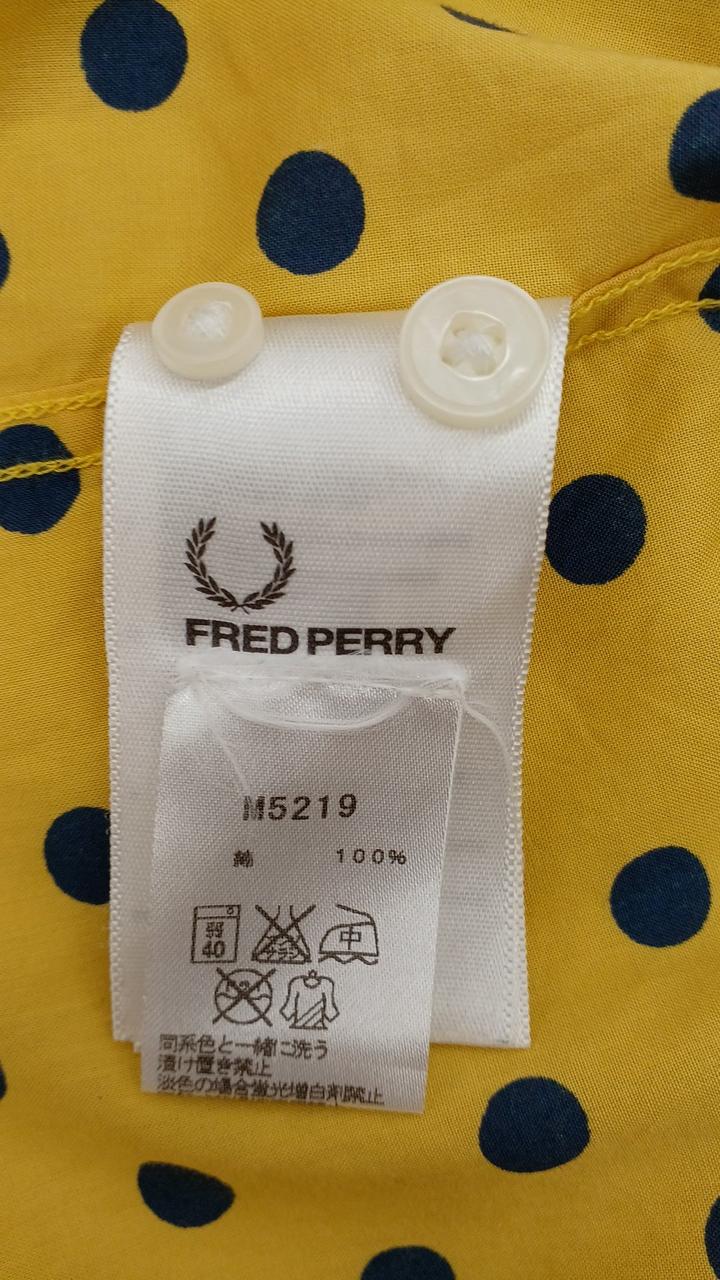 FRED PERRY
M5219
綿 100%
弱
40
中
同系色と一緒に洗う
漬け置き禁止
淡色の場合蛍光増白剤禁止